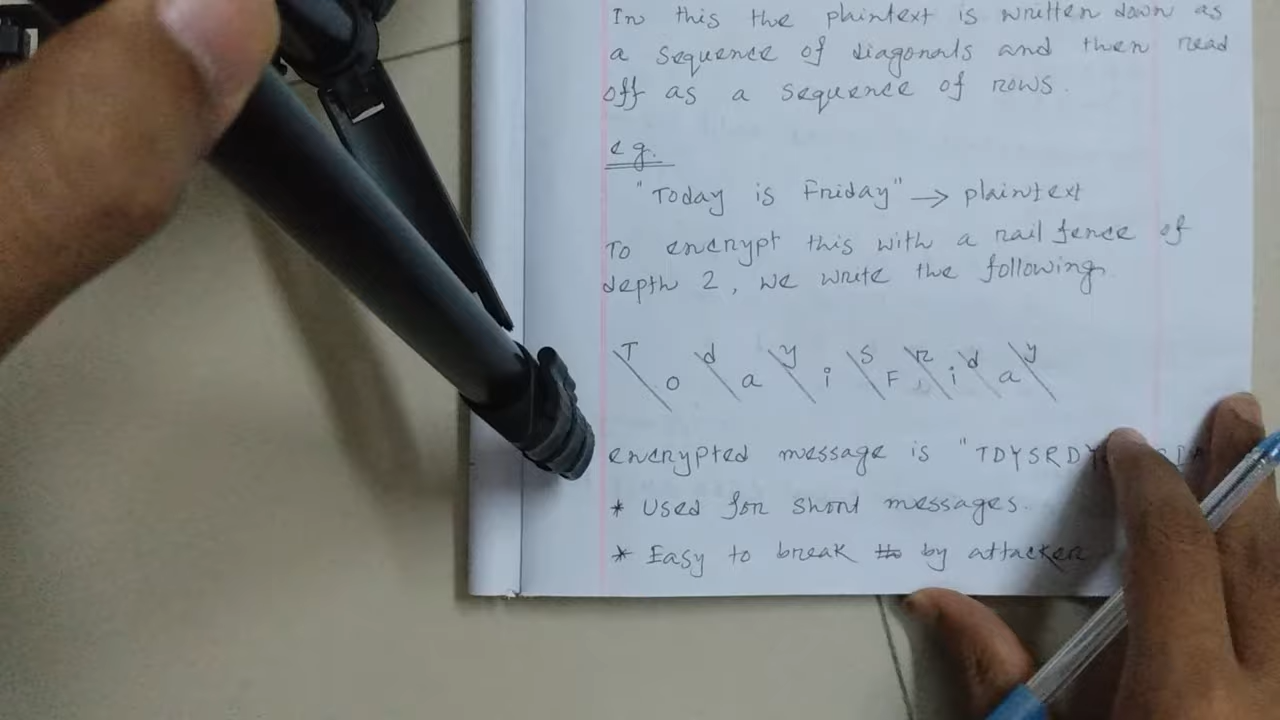 In this the plaintext is written down as
a sequence of diagonals and then read
off as a sequence of rows.
eg.
"Today is Friday" → plaintext
To encrypt this with a rail fence of
depth 2, we write the following
T d y s r d y
o a i F i a
encrypted message is "TDYSRDY
* Used for short messages.
* Easy to break by attacker